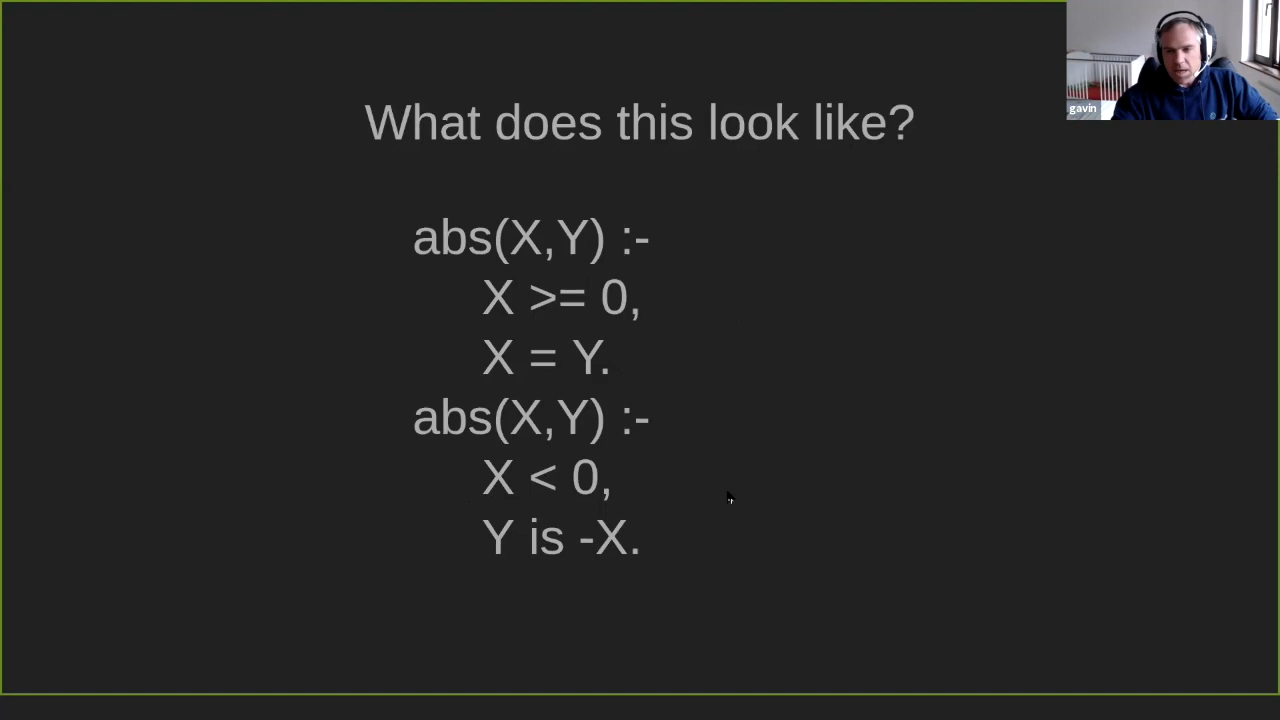 What does this look like?
abs(X,Y) :-
X >= 0,
X = Y.
abs(X,Y) :-
X < 0,
Y is -X.
gavin